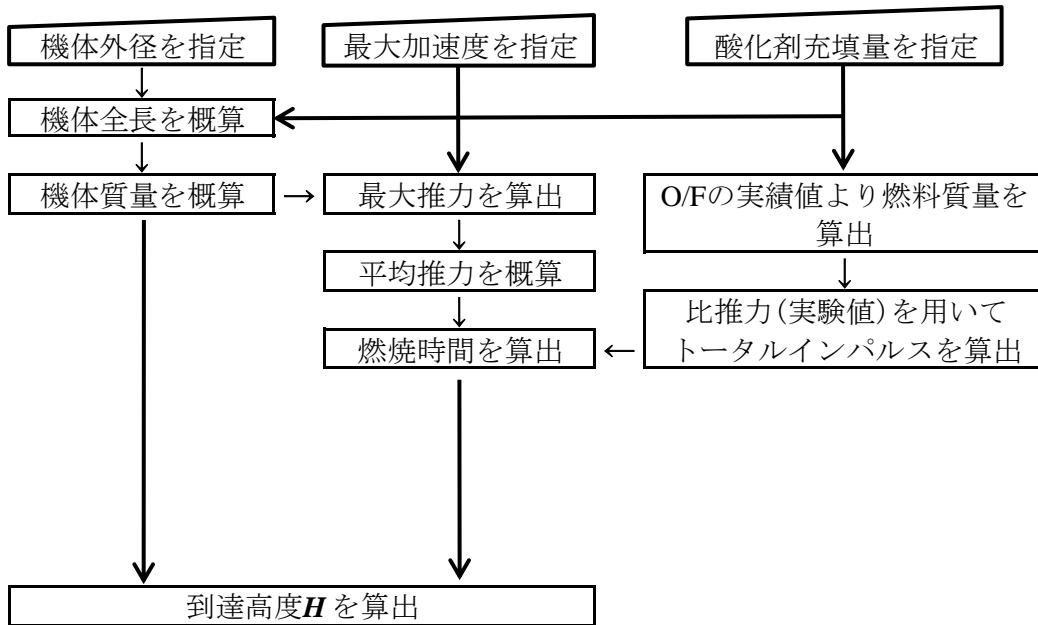 機体外径を指定
最大加速度を指定
酸化剤充填量を指定
機体全長を概算
機体質量を概算
→
最大推力を算出
O/Fの実績値より燃料質量を
算出
平均推力を概算
比推力(実験値)を用いて
トータルインパルスを算出
燃焼時間を算出
到達高度H を算出